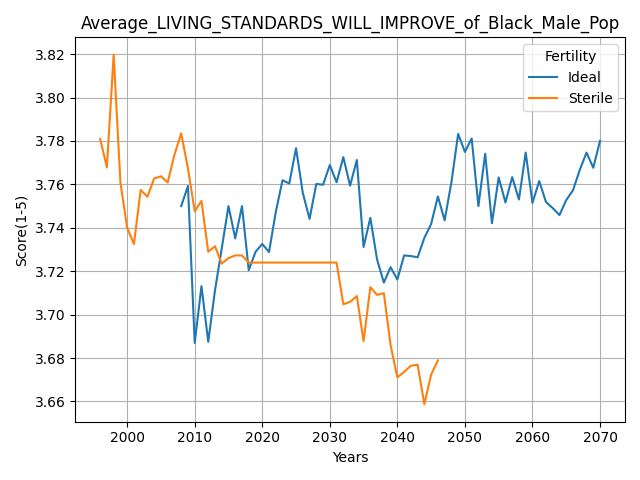 Average_LIVING_STANDARDS_WILL_IMPROVE_of_Black_Male_Pop
Fertility
Ideal
Sterile
Score(1-5)
3.82
3.80
3.78
3.76
3.74
3.72
3.70
3.68
3.66
2000 2010 2020 2030 2040 2050 2060 2070
Years